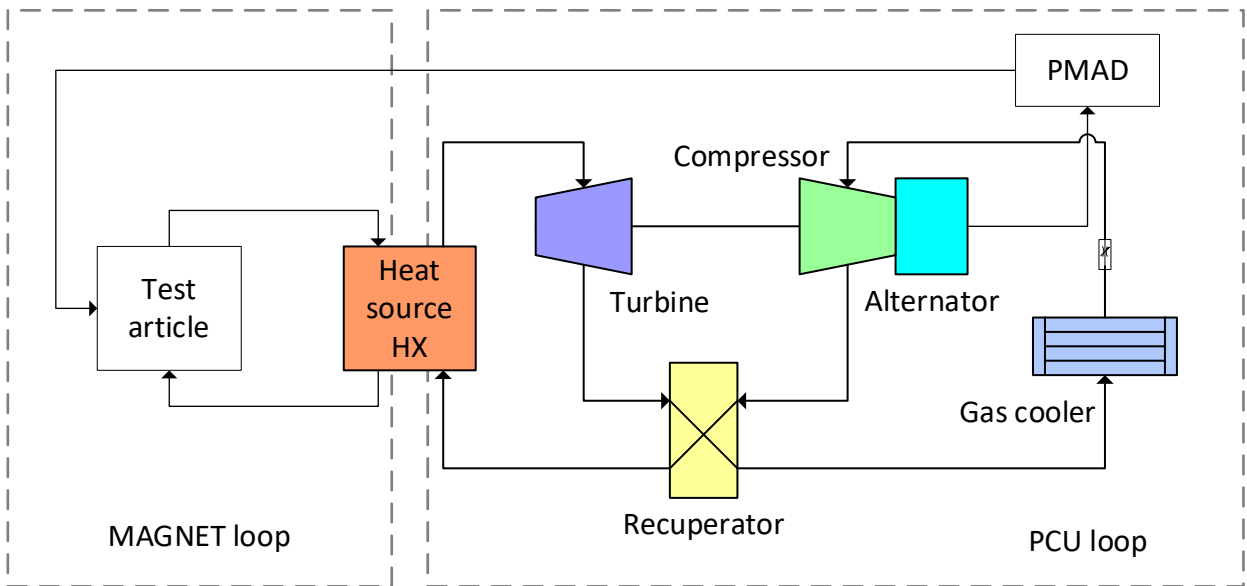 PMAD
Compressor
Test
article
Heat
source
HX
Turbine
Alternator
Gas cooler
Recuperator
MAGNET loop
PCU loop